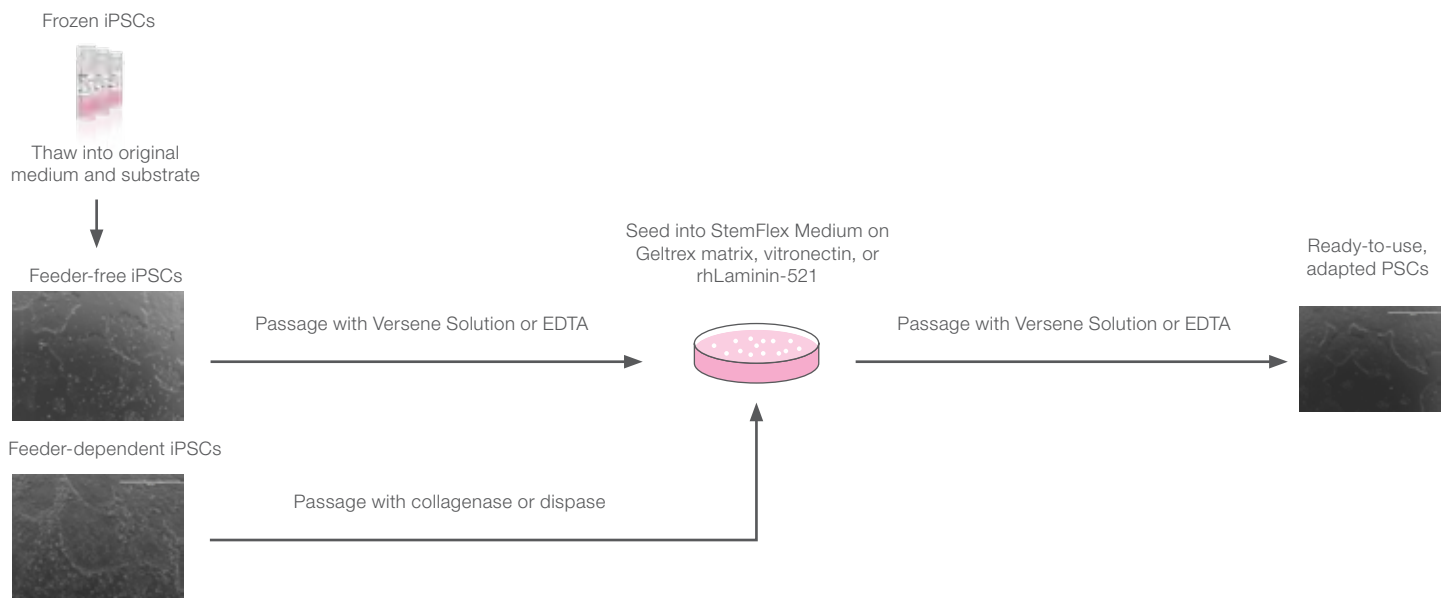 Frozen iPSCs
Thaw into original
medium and substrate
Feeder-free iPSCs
Passage with Versene Solution or EDTA
Seed into StemFlex Medium on
Geltrex matrix, vitronectin, or
rhLaminin-521
Passage with Versene Solution or EDTA
Ready-to-use,
adapted PSCs
Feeder-dependent iPSCs
Passage with collagenase or dispase